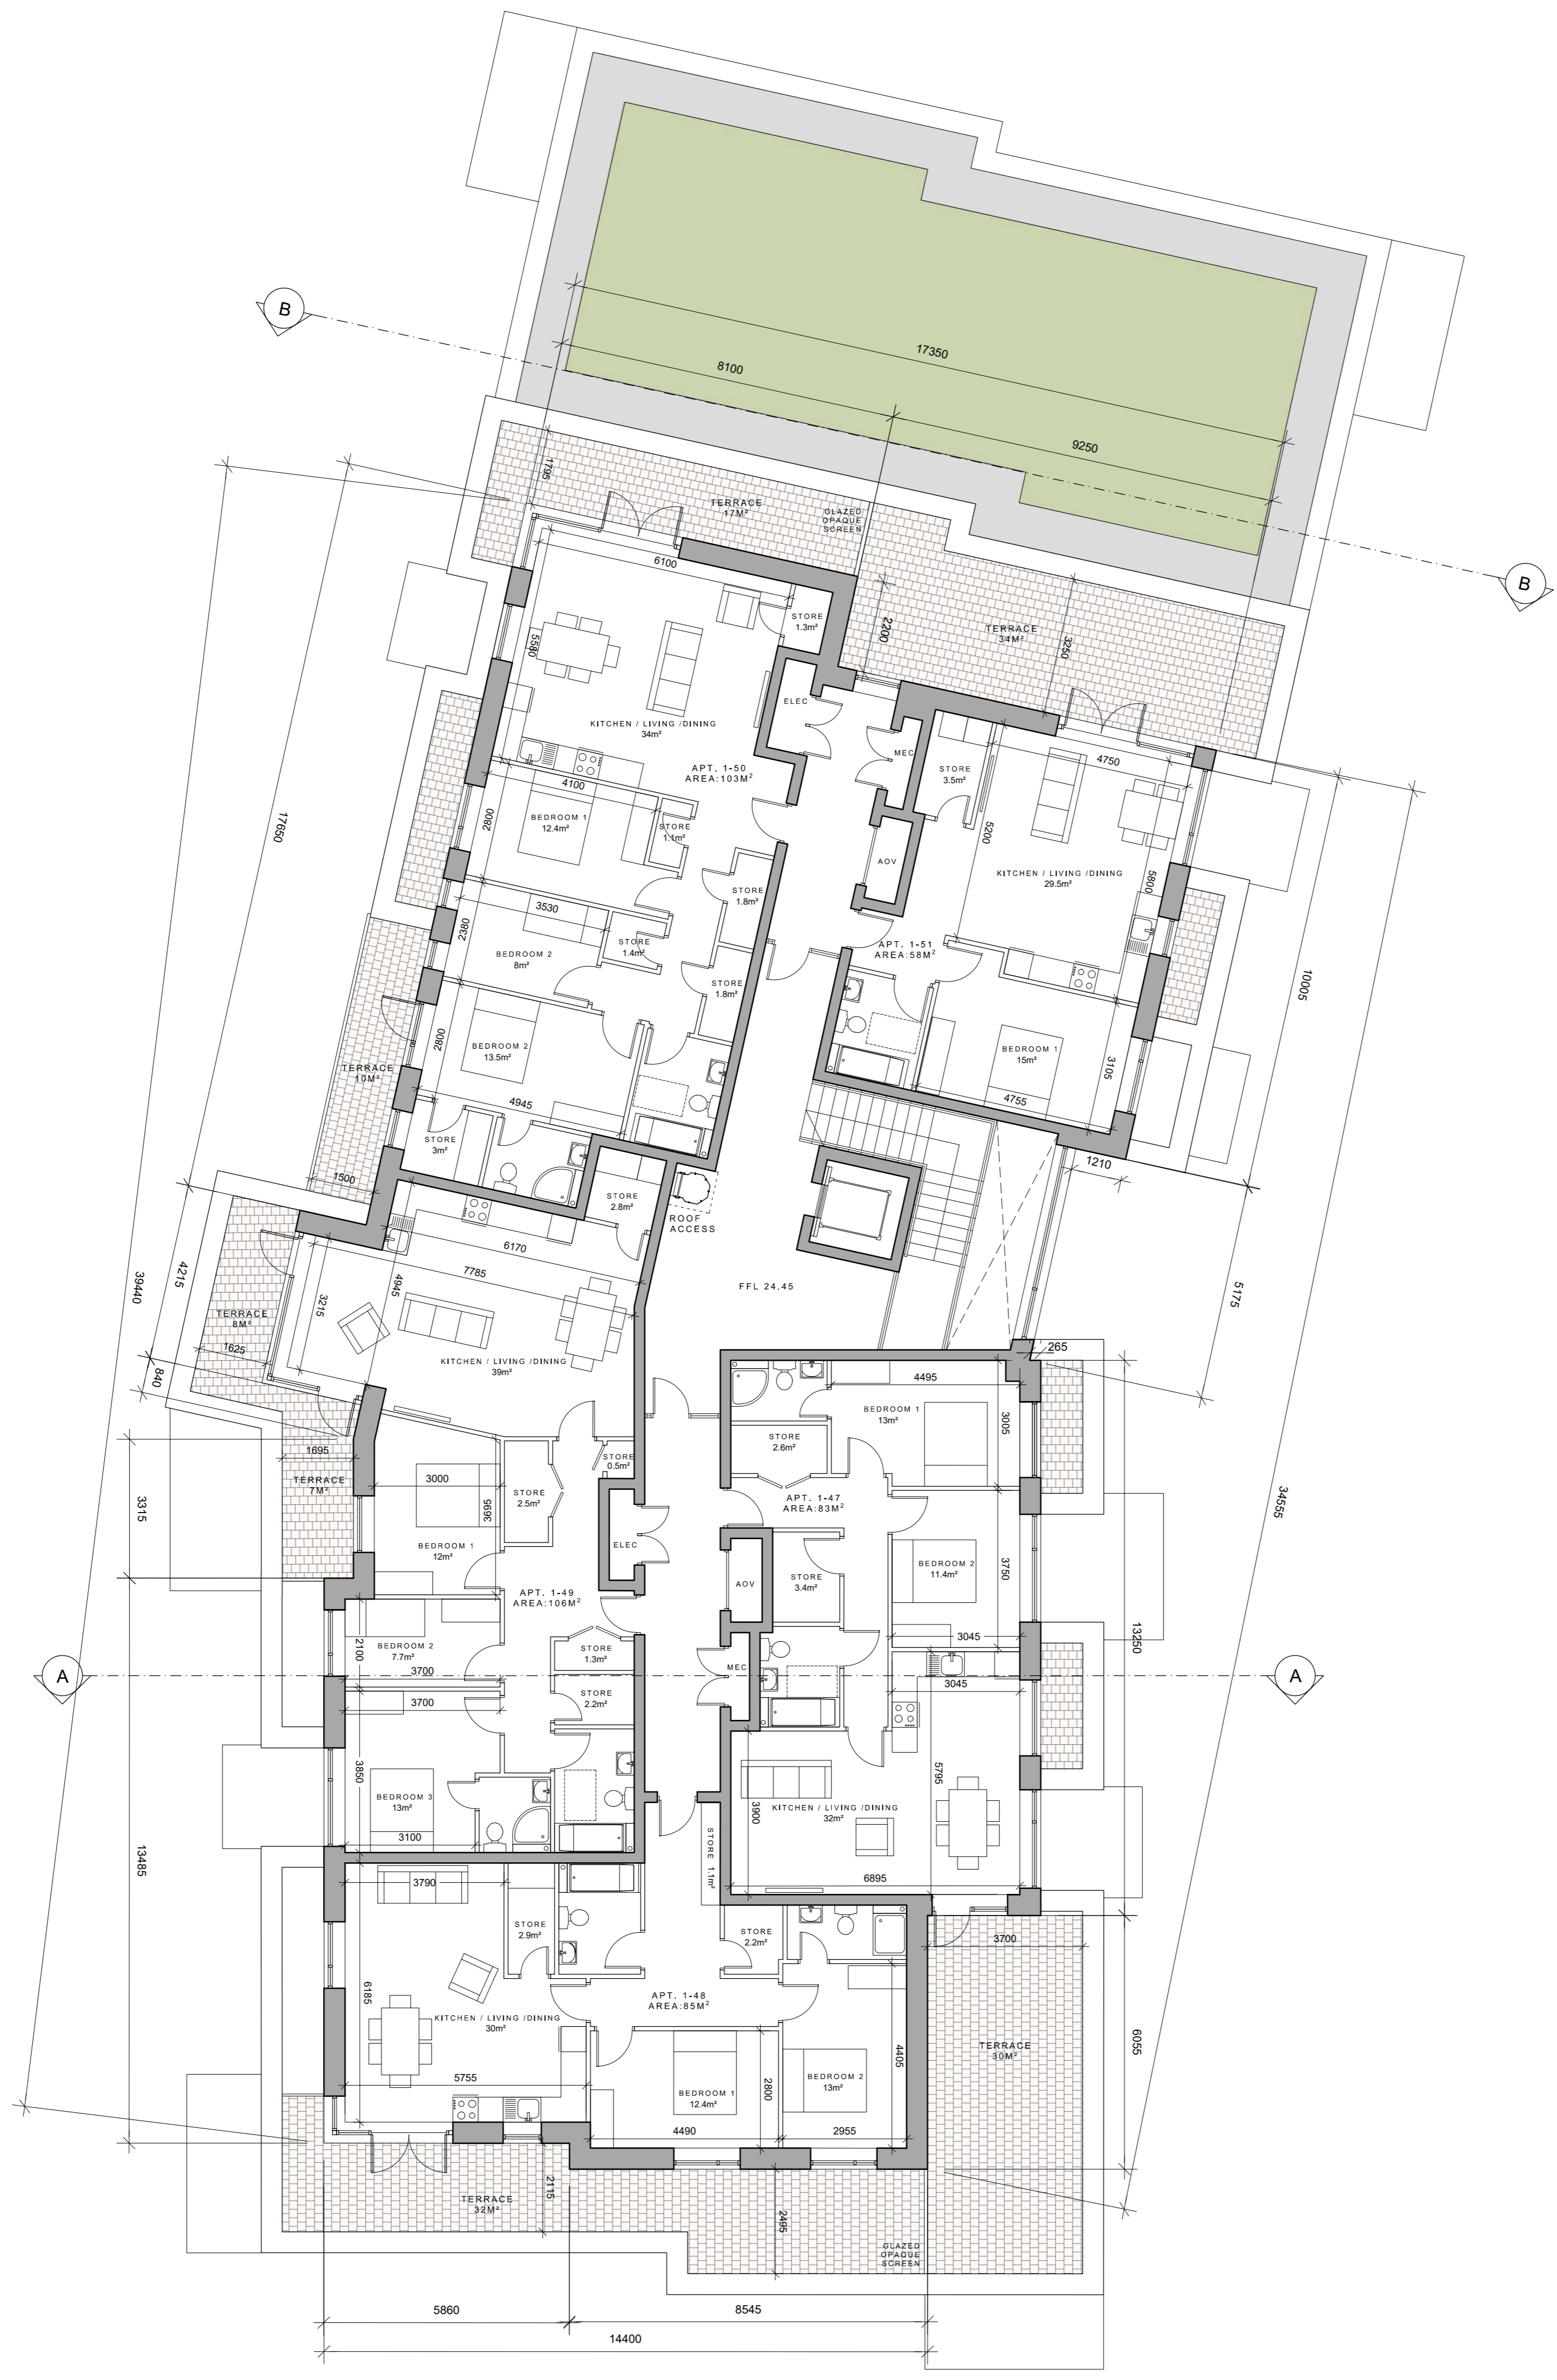 B
17350
8100
9250
B
1795
TERRACE
17M²
GLAZED
OPAQUE
SCREEN
6100
STORE
1.3m²
2200
TERRACE
34M²
3250
5580
ELEC
KITCHEN / LIVING /DINING
34m²
MEC
STORE
3.5m²
4750
APT. 1-50
AREA:103M²
4100
2800
BEDROOM 1
12.4m²
STORE
1.1m²
5200
17650
AOV
KITCHEN / LIVING /DINING
29.5m²
5800
STORE
1.8m²
3530
2380
BEDROOM 2
8m²
STORE
1.4m²
APT. 1-51
AREA:58M²
STORE
1.8m²
10005
2800
BEDROOM 2
13.5m²
BEDROOM 1
15m²
3105
TERRACE
10M²
4945
4755
STORE
3m²
1210
1500
STORE
2.8m²
ROOF
ACCESS
6170
7785
4945
4215
39440
3215
FFL 24.45
5175
TERRACE
8M²
1625
840
KITCHEN / LIVING /DINING
39m²
265
4495
BEDROOM 1
13m²
3005
1695
STORE
2.6m²
STORE
0.5m²
TERRACE
7M²
3000
STORE
2.5m²
3695
3315
APT. 1-47
AREA:83M²
34555
BEDROOM 1
12m²
ELEC
BEDROOM 2
11.4m²
3750
AOV
STORE
3.4m²
APT. 1-49
AREA:106M²
3045
13250
2100
BEDROOM 2
7.7m²
3700
STORE
1.3m²
A
MEC
A
3045
STORE
2.2m²
3700
3850
5795
BEDROOM 3
13m²
3900
KITCHEN / LIVING /DINING
32m²
3100
STORE 1.1m²
13485
6895
3790
STORE
2.9m²
STORE
2.2m²
3700
6185
APT. 1-48
AREA:85M²
KITCHEN / LIVING /DINING
30m²
4405
TERRACE
30M²
6055
5755
BEDROOM 1
12.4m²
2800
BEDROOM 2
13m²
4490
2955
2115
TERRACE
32M²
2495
GLAZED
OPAQUE
SCREEN
5860
8545
14400